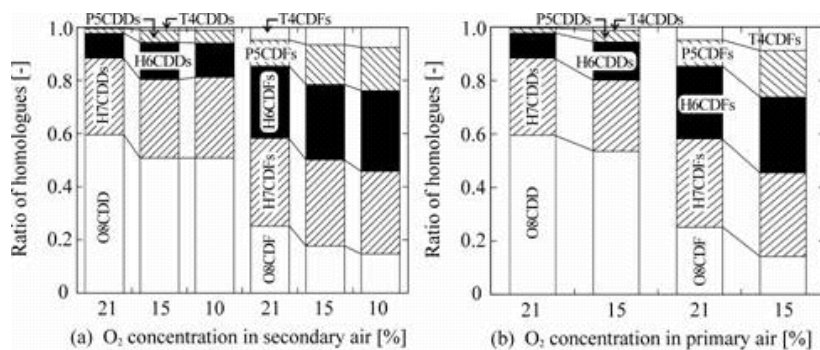 P5CDDs T4CDDs T4CDFs
P5CDDs T4CDDs
1.0
0.8
0.6
0.4
0.2
0
Ratio of homologues [-]
O8CDD
H7CDDs
H6CDDs
P5CDFs
H6CDFs
H7CDFs
O8CDF
21 15 10 21 15 10
(a) O₂ concentration in secondary air [%]
1.0
0.8
0.6
0.4
0.2
0
Ratio of homologues [-]
O8CDD
H7CDDs
H6CDDs
T4CDFs
P5CDFs
H6CDFs
H7CDFs
O8CDF
21 15 21 15
(b) O₂ concentration in primary air [%]